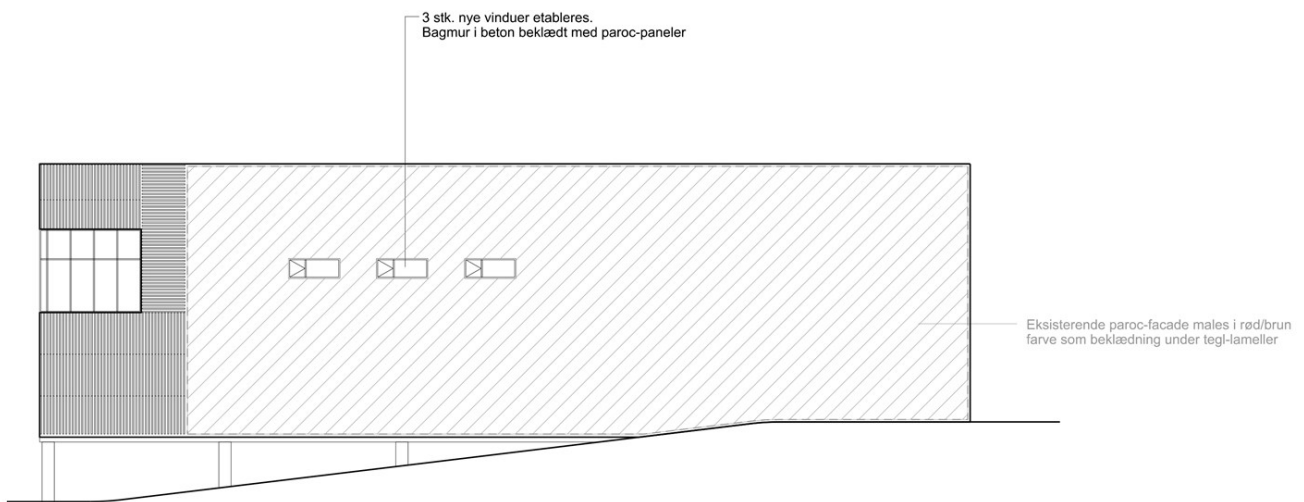 3 stk. nye vinduer etableres.
Bagmur i beton beklædt med paroc-paneler
Eksisterende paroc-facade males i rød/brun
farve som beklædning under tegl-lameller